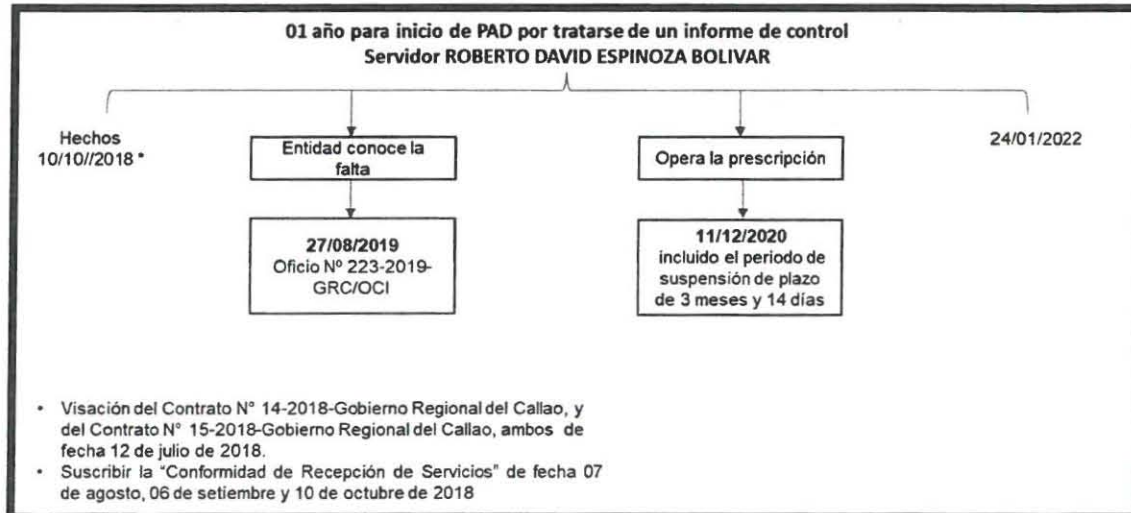 01 año para inicio de PAD por tratarse de un informe de control
Servidor ROBERTO DAVID ESPINOZA BOLIVAR
Hechos
10/10//2018 *
Entidad conoce la
falta
27/08/2019
Oficio Nº 223-2019-
GRC/OCI
Opera la prescripción
11/12/2020
incluido el periodo de
suspensión de plazo
de 3 meses y 14 días
24/01/2022
• Visación del Contrato N° 14-2018-Gobierno Regional del Callao, y
del Contrato N° 15-2018-Gobierno Regional del Callao, ambos de
fecha 12 de julio de 2018.
• Suscribir la “Conformidad de Recepción de Servicios” de fecha 07
de agosto, 06 de setiembre y 10 de octubre de 2018